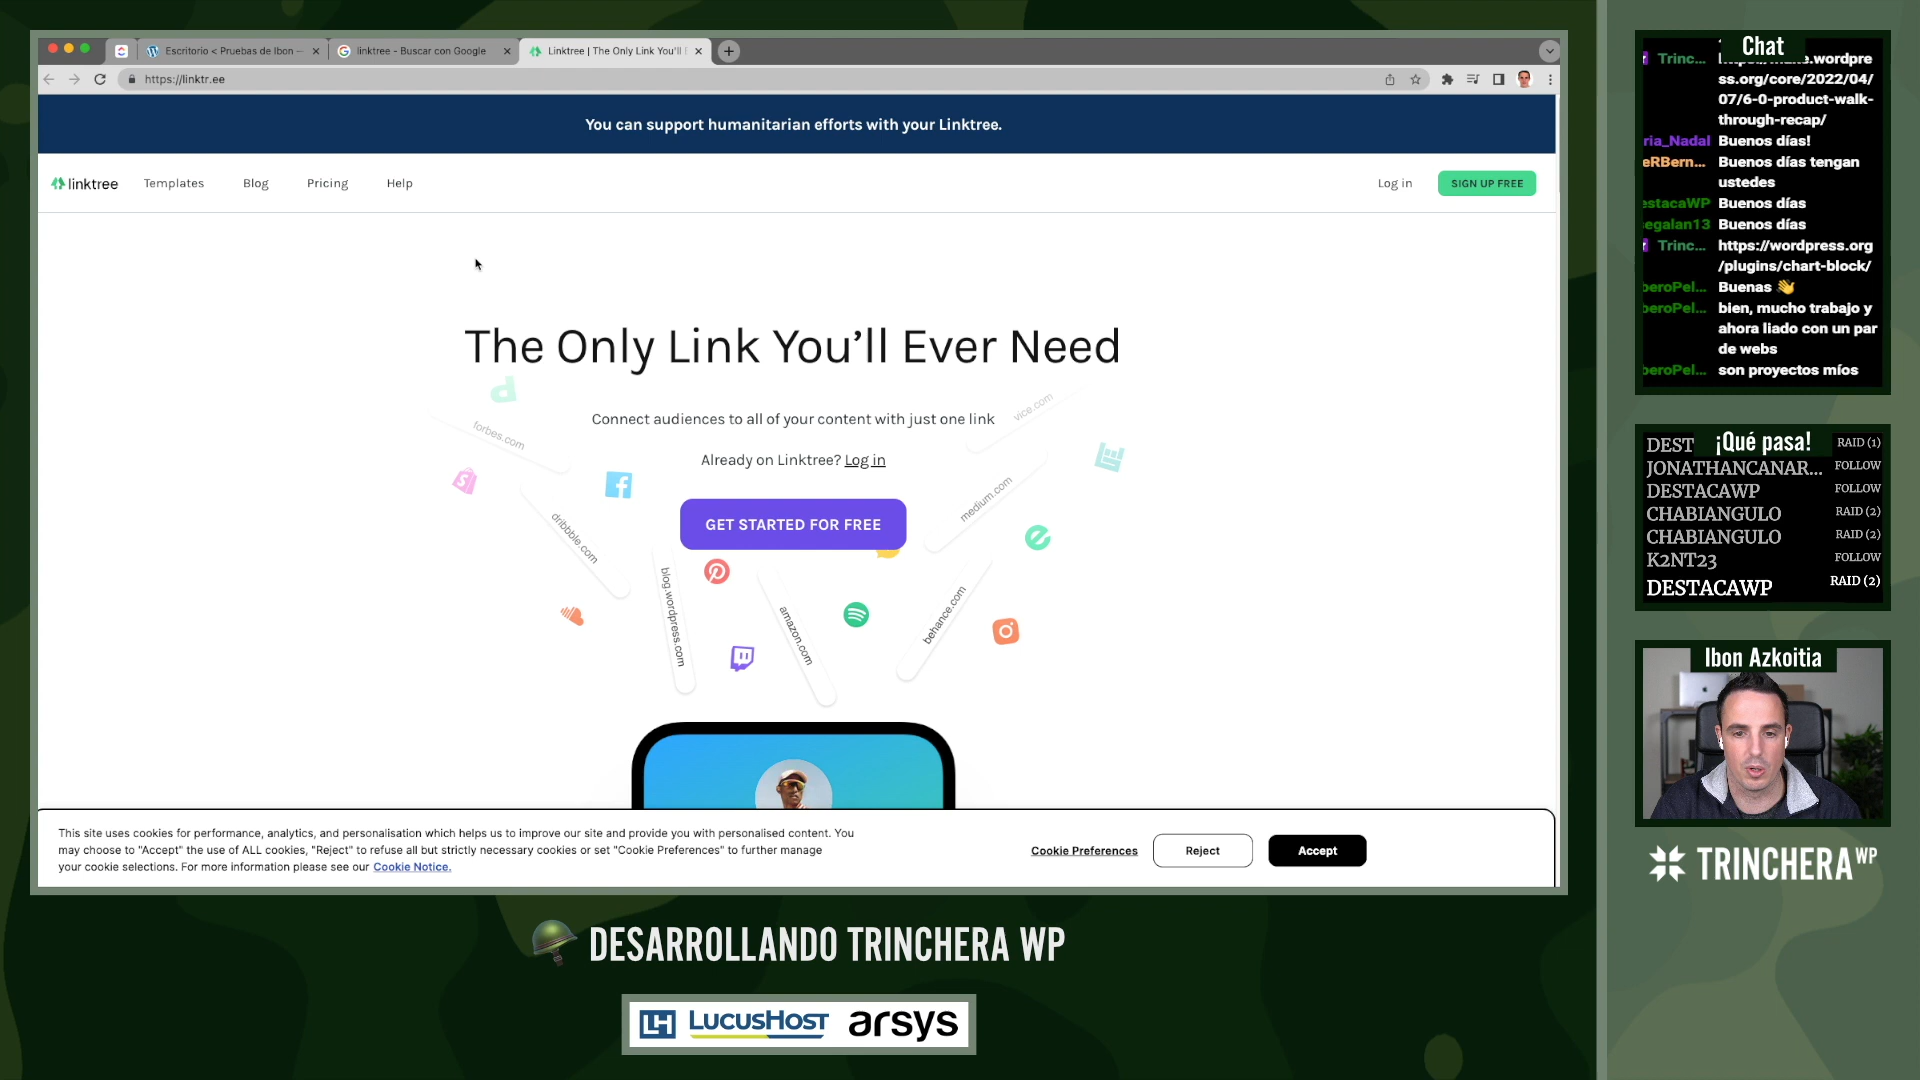 Escritorio < Pruebas de Ibon —
linktree - Buscar con Google
Linktree | The Only Link You'll E
https://linktr.ee
You can support humanitarian efforts with your Linktree.
linktree
Templates
Blog
Pricing
Help
Log in
SIGN UP FREE
The Only Link You'll Ever Need
Connect audiences to all of your content with just one link
Already on Linktree? Log in
GET STARTED FOR FREE
forbes.com
vice.com
dribbble.com
medium.com
blog.wordpress.com
amazon.com
behance.com
This site uses cookies for performance, analytics, and personalisation which helps us to improve our site and provide you with personalised content. You
may choose to "Accept" the use of ALL cookies, "Reject" to refuse all but strictly necessary cookies or set "Cookie Preferences" to further manage
your cookie selections. For more information please see our Cookie Notice.
Cookie Preferences
Reject
Accept
DESARROLLANDO TRINCHERA WP
LH LUCUSHOST arsys
Chat
Trinc... .wordpre
ss.org/core/2022/04/
07/6-0-product-walk-
through-recap/
ria_Nadal Buenos días!
eRBern... Buenos días tengan
ustedes
estacaWP Buenos días
egalan13 Buenos días
Trinc... https://wordpress.org
/plugins/chart-block/
beroPel... Buenas 👋
beroPel... bien, mucho trabajo y
ahora liado con un par
de webs
beroPel... son proyectos míos
¡Qué pasa!
DEST RAID (1)
JONATHANCANAR... FOLLOW
DESTACAWP FOLLOW
CHABIANGULO RAID (2)
CHABIANGULO RAID (2)
K2NT23 FOLLOW
DESTACAWP RAID (2)
Ibon Azkoitia
TRINCHERA WP